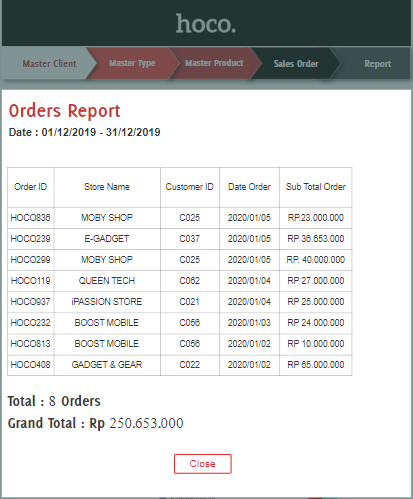 hoco.
Master Client Master Type Master Product Sales Order Report
Orders Report
Date : 01/12/2019 - 31/12/2019
Order ID Store Name Customer ID Date Order Sub Total Order
HOCO836 MOBY SHOP C025 2020/01/05 RP.23.000.000
HOCO239 E-GADGET C037 2020/01/05 RP 36.653.000
HOCO299 MOBY SHOP C025 2020/01/05 RP. 40.000.000
HOCO119 QUEEN TECH C062 2020/01/04 RP 27.000.000
HOCO937 iPASSION STORE C021 2020/01/04 RP 25.000.000
HOCO232 BOOST MOBILE C056 2020/01/03 RP 24.000.000
HOCO813 BOOST MOBILE C056 2020/01/02 RP 10.000.000
HOCO408 GADGET & GEAR C022 2020/01/02 RP 65.000.000
Total : 8 Orders
Grand Total : Rp 250.653.000
Close